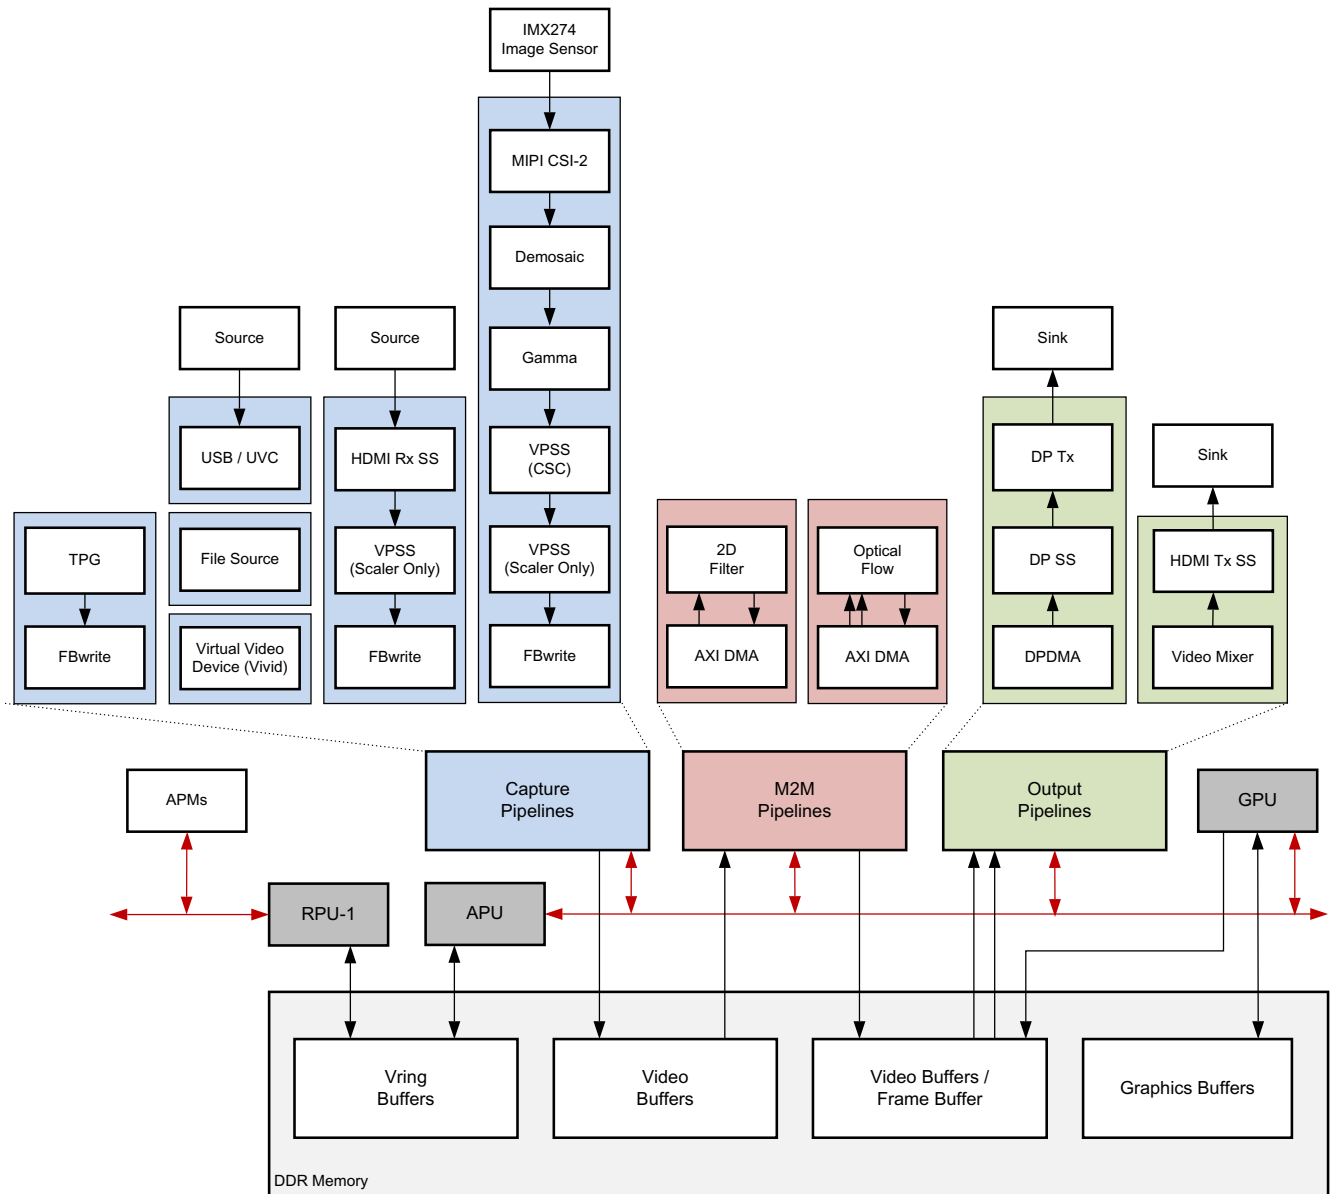 IMX274
Image Sensor
MIPI CSI-2
Demosaic
Gamma
VPSS
(CSC)
VPSS
(Scaler Only)
FBwrite
Source
USB / UVC
File Source
Virtual Video
Device (Vivid)
Source
HDMI Rx SS
VPSS
(Scaler Only)
FBwrite
TPG
FBwrite
2D
Filter
AXI DMA
Optical
Flow
AXI DMA
Sink
DP Tx
DP SS
DPDMA
Sink
HDMI Tx SS
Video Mixer
Capture
Pipelines
M2M
Pipelines
Output
Pipelines
GPU
APMs
RPU-1
APU
Vring
Buffers
Video
Buffers
Video Buffers /
Frame Buffer
Graphics Buffers
DDR Memory